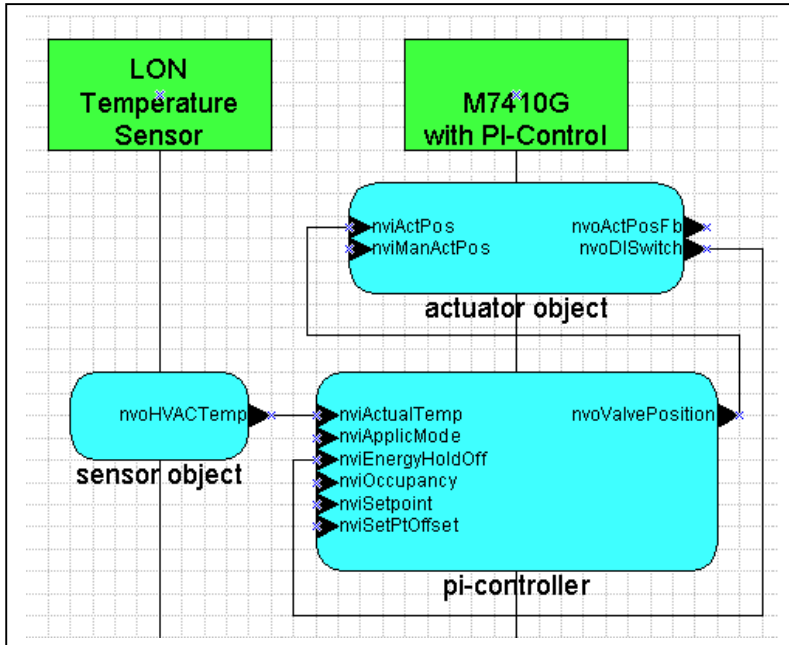 LON
Temperature
Sensor
M7410G
with PI-Control
nviActPos
nviManActPos
nvoActPosFb
nvoDISwitch
actuator object
nvoHVACTemp
sensor object
nviActualTemp
nviApplicMode
nviEnergyHoldOff
nviOccupancy
nviSetpoint
nviSetPtOffset
nvoValvePosition
pi-controller